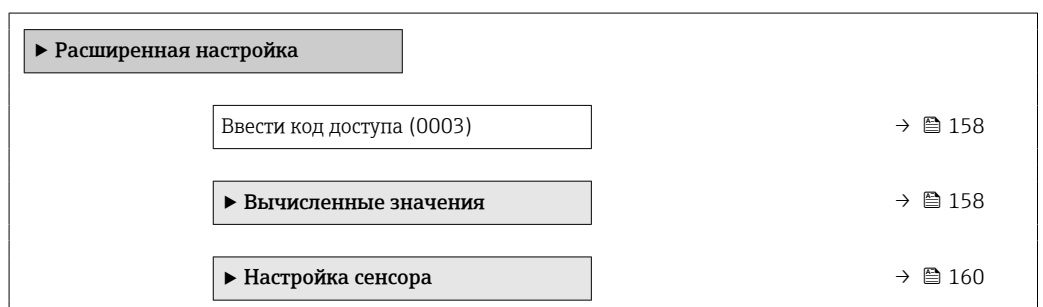 ► Расширенная настройка
Ввести код доступа (0003) → 158
► Вычисленные значения → 158
► Настройка сенсора → 160